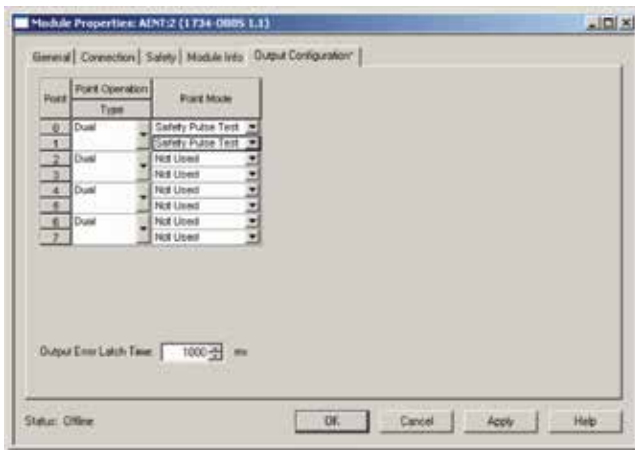 Module Properties: AENT:2 (1734-OB8S 1.1)
General Connection Safety Module Info Output Configuration*
Point Point Operation Point Mode
Type
0 Dual Safety Pulse Test
1 Safety Pulse Test
2 Dual Not Used
3 Not Used
4 Dual Not Used
5 Not Used
6 Dual Not Used
7 Not Used
Output Error Latch Time: 1000 ms
Status: Offline OK Cancel Apply Help